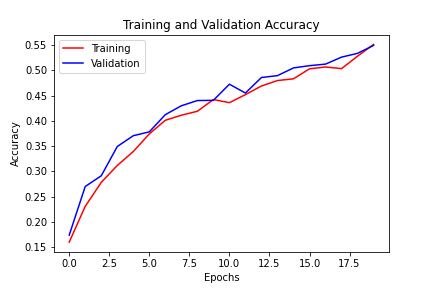 Training and Validation Accuracy
Training
Validation
0.55
0.50
0.45
0.40
0.35
0.30
0.25
0.20
0.15
Accuracy
0.0 2.5 5.0 7.5 10.0 12.5 15.0 17.5
Epochs